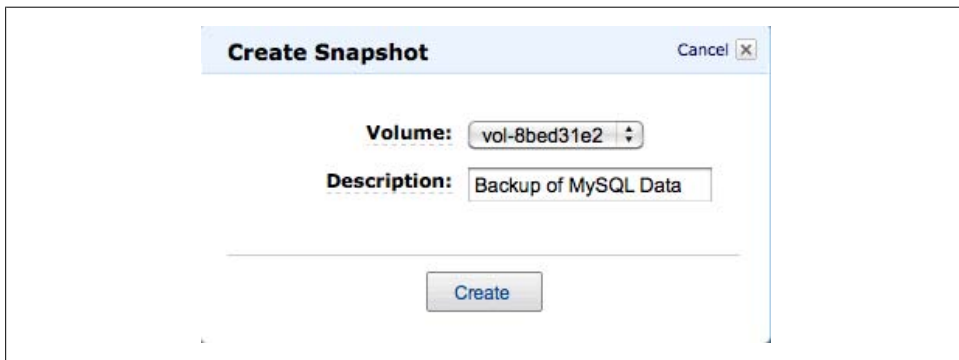 Create Snapshot Cancel
Volume: vol-8bed31e2
Description: Backup of MySQL Data
Create